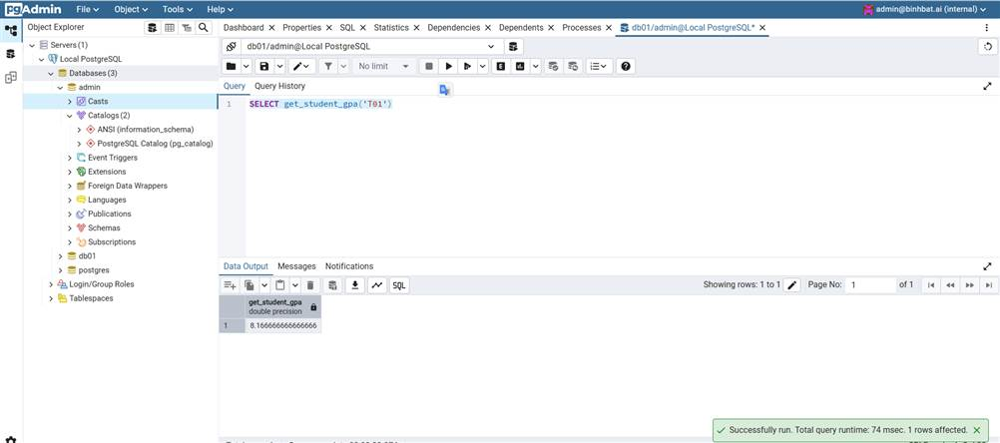 pgAdmin File Object Tools Help admin@binhbat.ai (internal)
Object Explorer
Dashboard Properties SQL Statistics Dependencies Dependents Processes db01/admin@Local PostgreSQL*
Servers (1)
Local PostgreSQL
Databases (3)
admin
Casts
Catalogs (2)
ANSI (information_schema)
PostgreSQL Catalog (pg_catalog)
Event Triggers
Extensions
Foreign Data Wrappers
Languages
Publications
Schemas
Subscriptions
db01
postgres
Login/Group Roles
Tablespaces
db01/admin@Local PostgreSQL
No limit
E
Query Query History
1 SELECT get_student_gpa('T01')
Data Output Messages Notifications
SQL
Showing rows: 1 to 1 Page No: 1 of 1
get_student_gpa
double precision
1 8.166666666666666
Successfully run. Total query runtime: 74 msec. 1 rows affected.